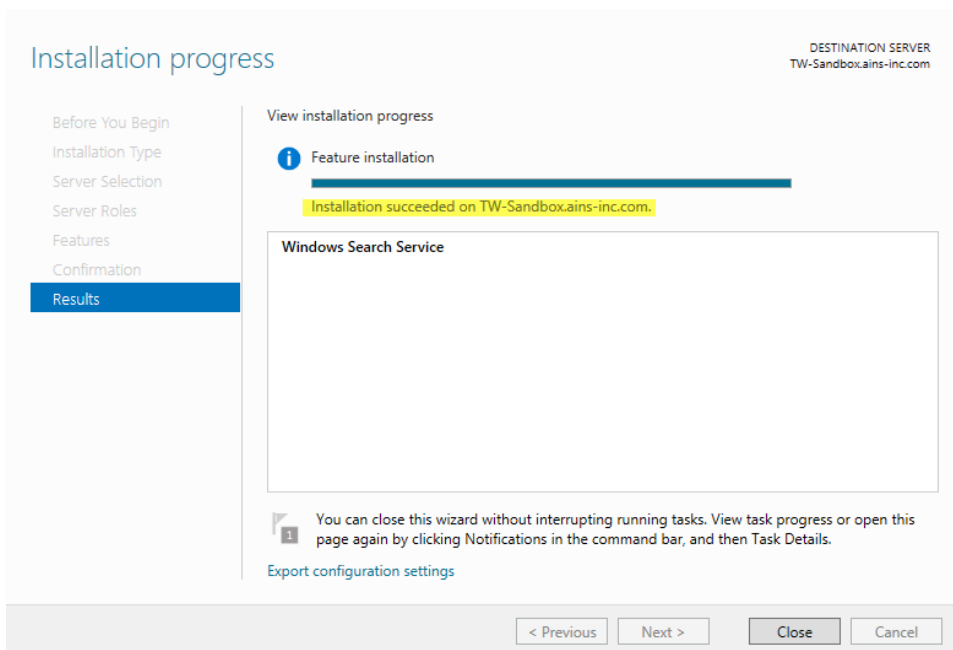 Installation progress
DESTINATION SERVER
TW-Sandbox.ains-inc.com
Before You Begin
Installation Type
Server Selection
Server Roles
Features
Confirmation
Results
View installation progress
Feature installation
Installation succeeded on TW-Sandbox.ains-inc.com.
Windows Search Service
1
You can close this wizard without interrupting running tasks. View task progress or open this
page again by clicking Notifications in the command bar, and then Task Details.
Export configuration settings
< Previous
Next >
Close
Cancel